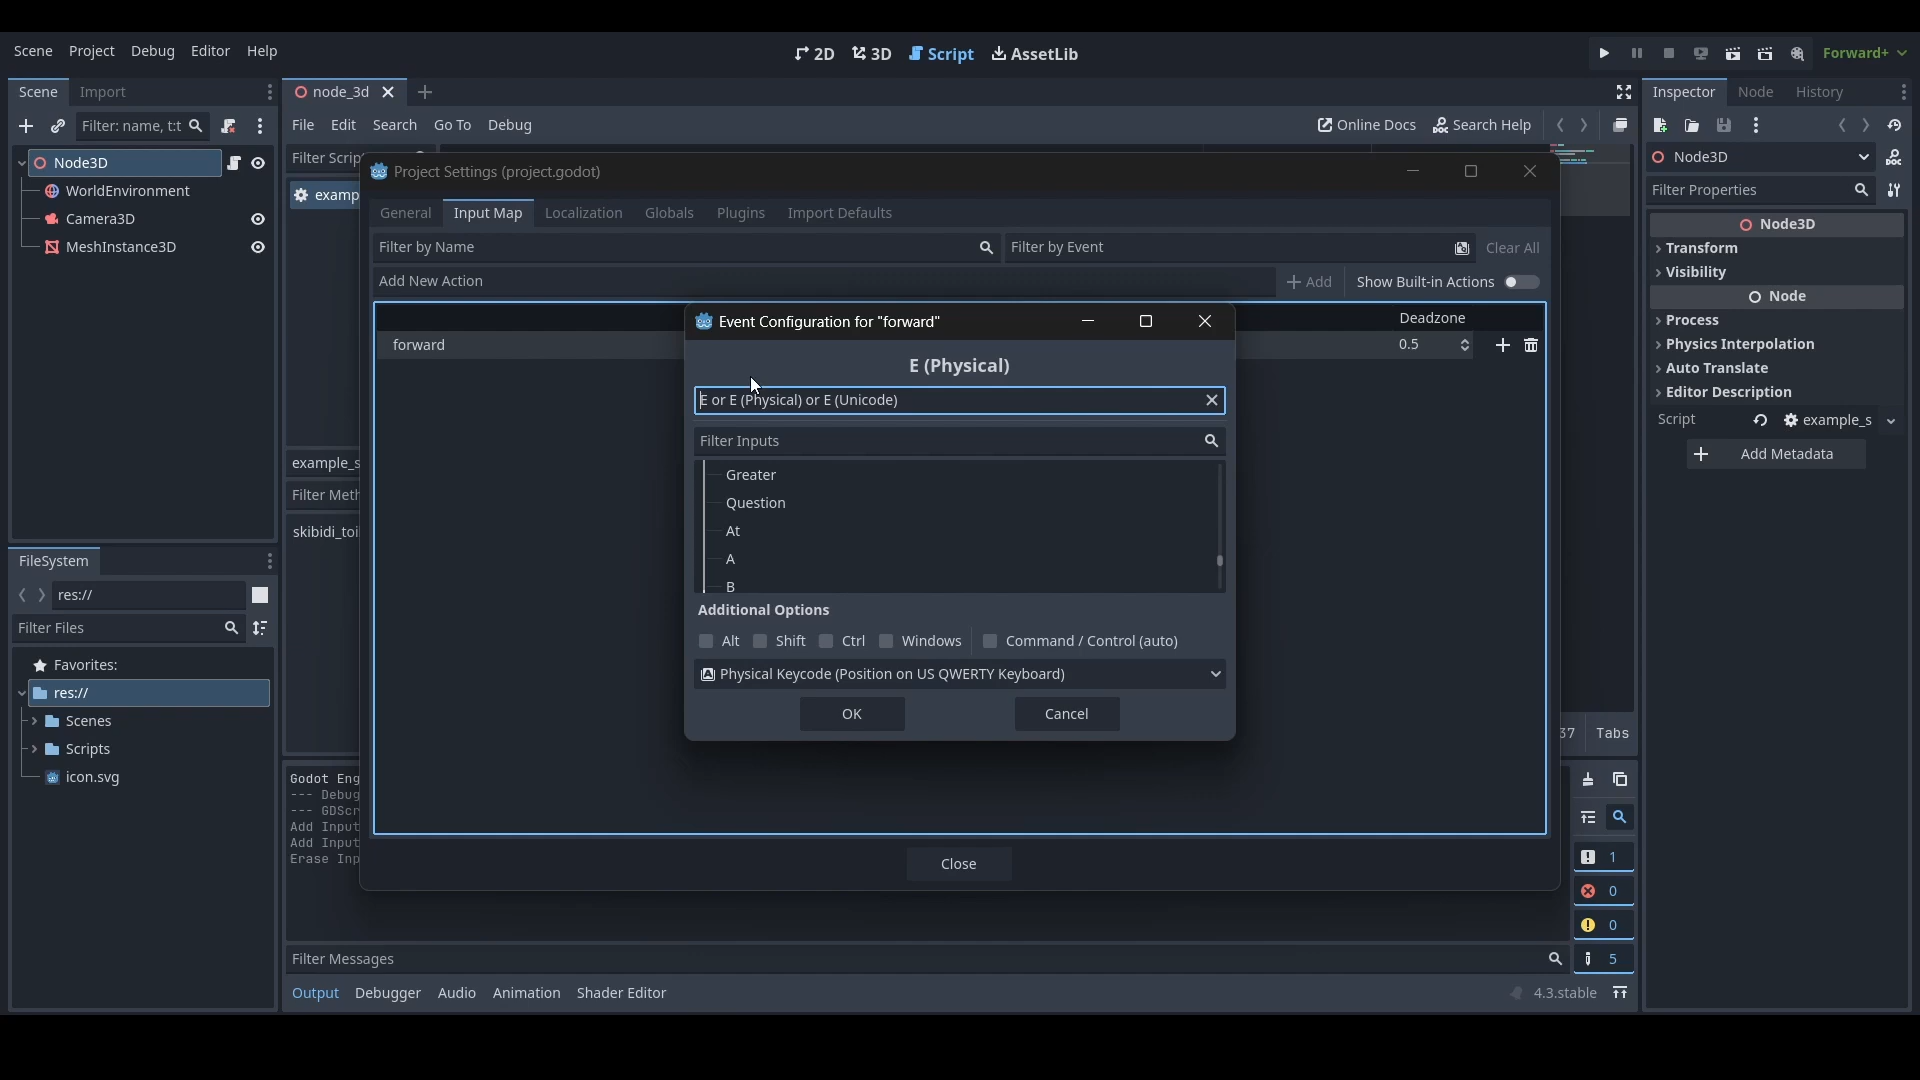 Scene Project Debug Editor Help
2D 3D Script AssetLib
Forward+
Scene Import
Filter: name, t:t
Node3D
WorldEnvironment
Camera3D
MeshInstance3D
FileSystem
res://
Filter Files
Favorites:
res://
Scenes
Scripts
icon.svg
node_3d
File Edit Search Go To Debug
Online Docs Search Help
Filter Scrip
examp
example_s
Filter Meth
skibidi_toi
Project Settings (project.godot)
General Input Map Localization Globals Plugins Import Defaults
Filter by Name
Filter by Event
Clear All
Add New Action
Add
Show Built-in Actions
Deadzone
forward
0.5
Event Configuration for "forward"
E (Physical)
E or E (Physical) or E (Unicode)
Filter Inputs
Greater
Question
At
A
B
Additional Options
Alt Shift Ctrl Windows Command / Control (auto)
Physical Keycode (Position on US QWERTY Keyboard)
OK Cancel
Close
37 Tabs
Godot Eng
--- Debug
--- GDScr
Add Input
Add Input
Erase Inp
1
0
0
5
Filter Messages
Output Debugger Audio Animation Shader Editor
4.3.stable
Inspector Node History
Node3D
Filter Properties
Node3D
Transform
Visibility
Node
Process
Physics Interpolation
Auto Translate
Editor Description
Script example_s
Add Metadata